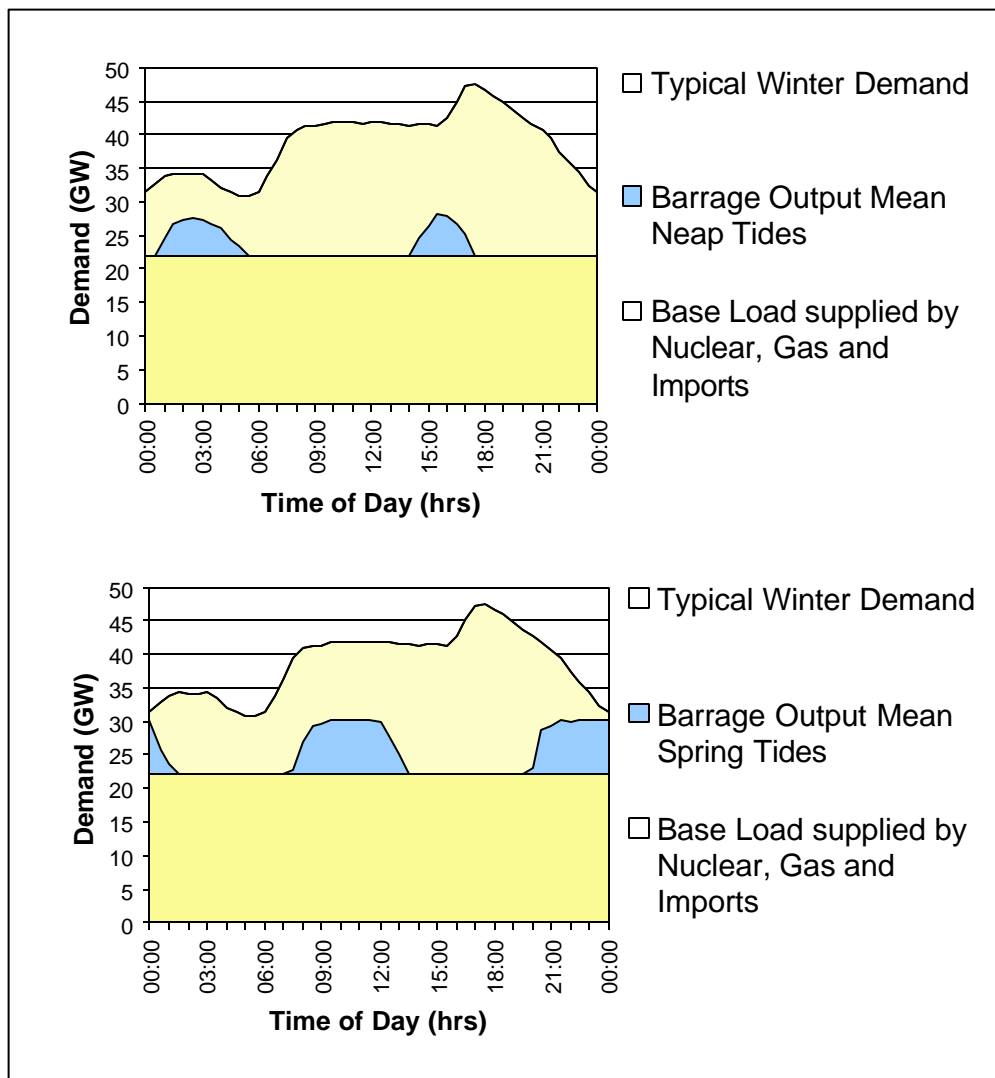 50
45
40
35
30
25
20
15
10
5
0
Demand (GW)
00:00
03:00
06:00
09:00
12:00
15:00
18:00
21:00
00:00
Time of Day (hrs)
Typical Winter Demand
Barrage Output Mean
Neap Tides
Base Load supplied by
Nuclear, Gas and
Imports
50
45
40
35
30
25
20
15
10
5
0
Demand (GW)
00:00
03:00
06:00
09:00
12:00
15:00
18:00
21:00
00:00
Time of Day (hrs)
Typical Winter Demand
Barrage Output Mean
Spring Tides
Base Load supplied by
Nuclear, Gas and
Imports